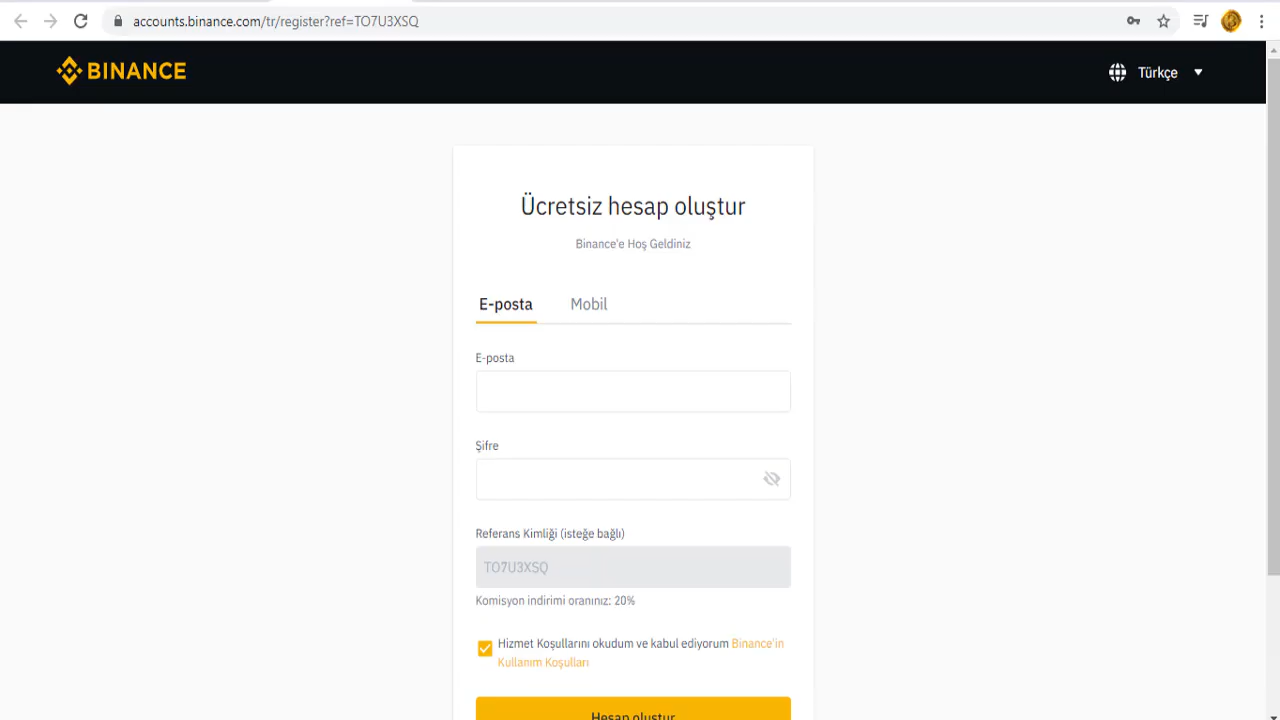 accounts.binance.com/tr/register?ref=TO7U3XSQ
BINANCE
Türkçe
Ücretsiz hesap oluştur
Binance'e Hoş Geldiniz
E-posta Mobil
E-posta
Şifre
Referans Kimliği (isteğe bağlı)
TO7U3XSQ
Komisyon indirimi oranınız: 20%
Hizmet Koşullarını okudum ve kabul ediyorum Binance'in
Kullanım Koşulları
Hesap oluştur